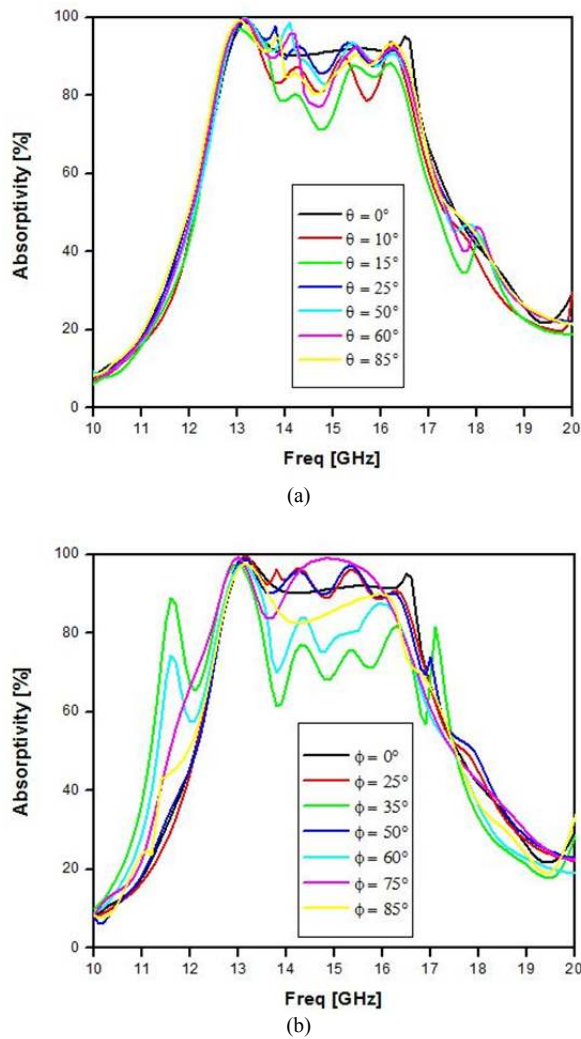 100
80
60
40
20
0
Absorptivity [%]
θ = 0°
θ = 10°
θ = 15°
θ = 25°
θ = 50°
θ = 60°
θ = 85°
10 11 12 13 14 15 16 17 18 19 20
Freq [GHz]
(a)
100
80
60
40
20
0
Absorptivity [%]
ϕ = 0°
ϕ = 25°
ϕ = 35°
ϕ = 50°
ϕ = 60°
ϕ = 75°
ϕ = 85°
10 11 12 13 14 15 16 17 18 19 20
Freq [GHz]
(b)